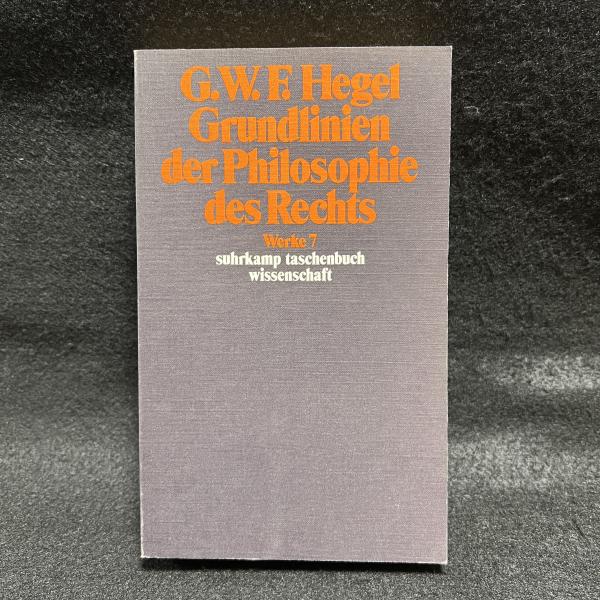 G.W.F. Hegel
Grundlinien
der Philosophie
des Rechts
Werke 7
suhrkamp taschenbuch
wissenschaft